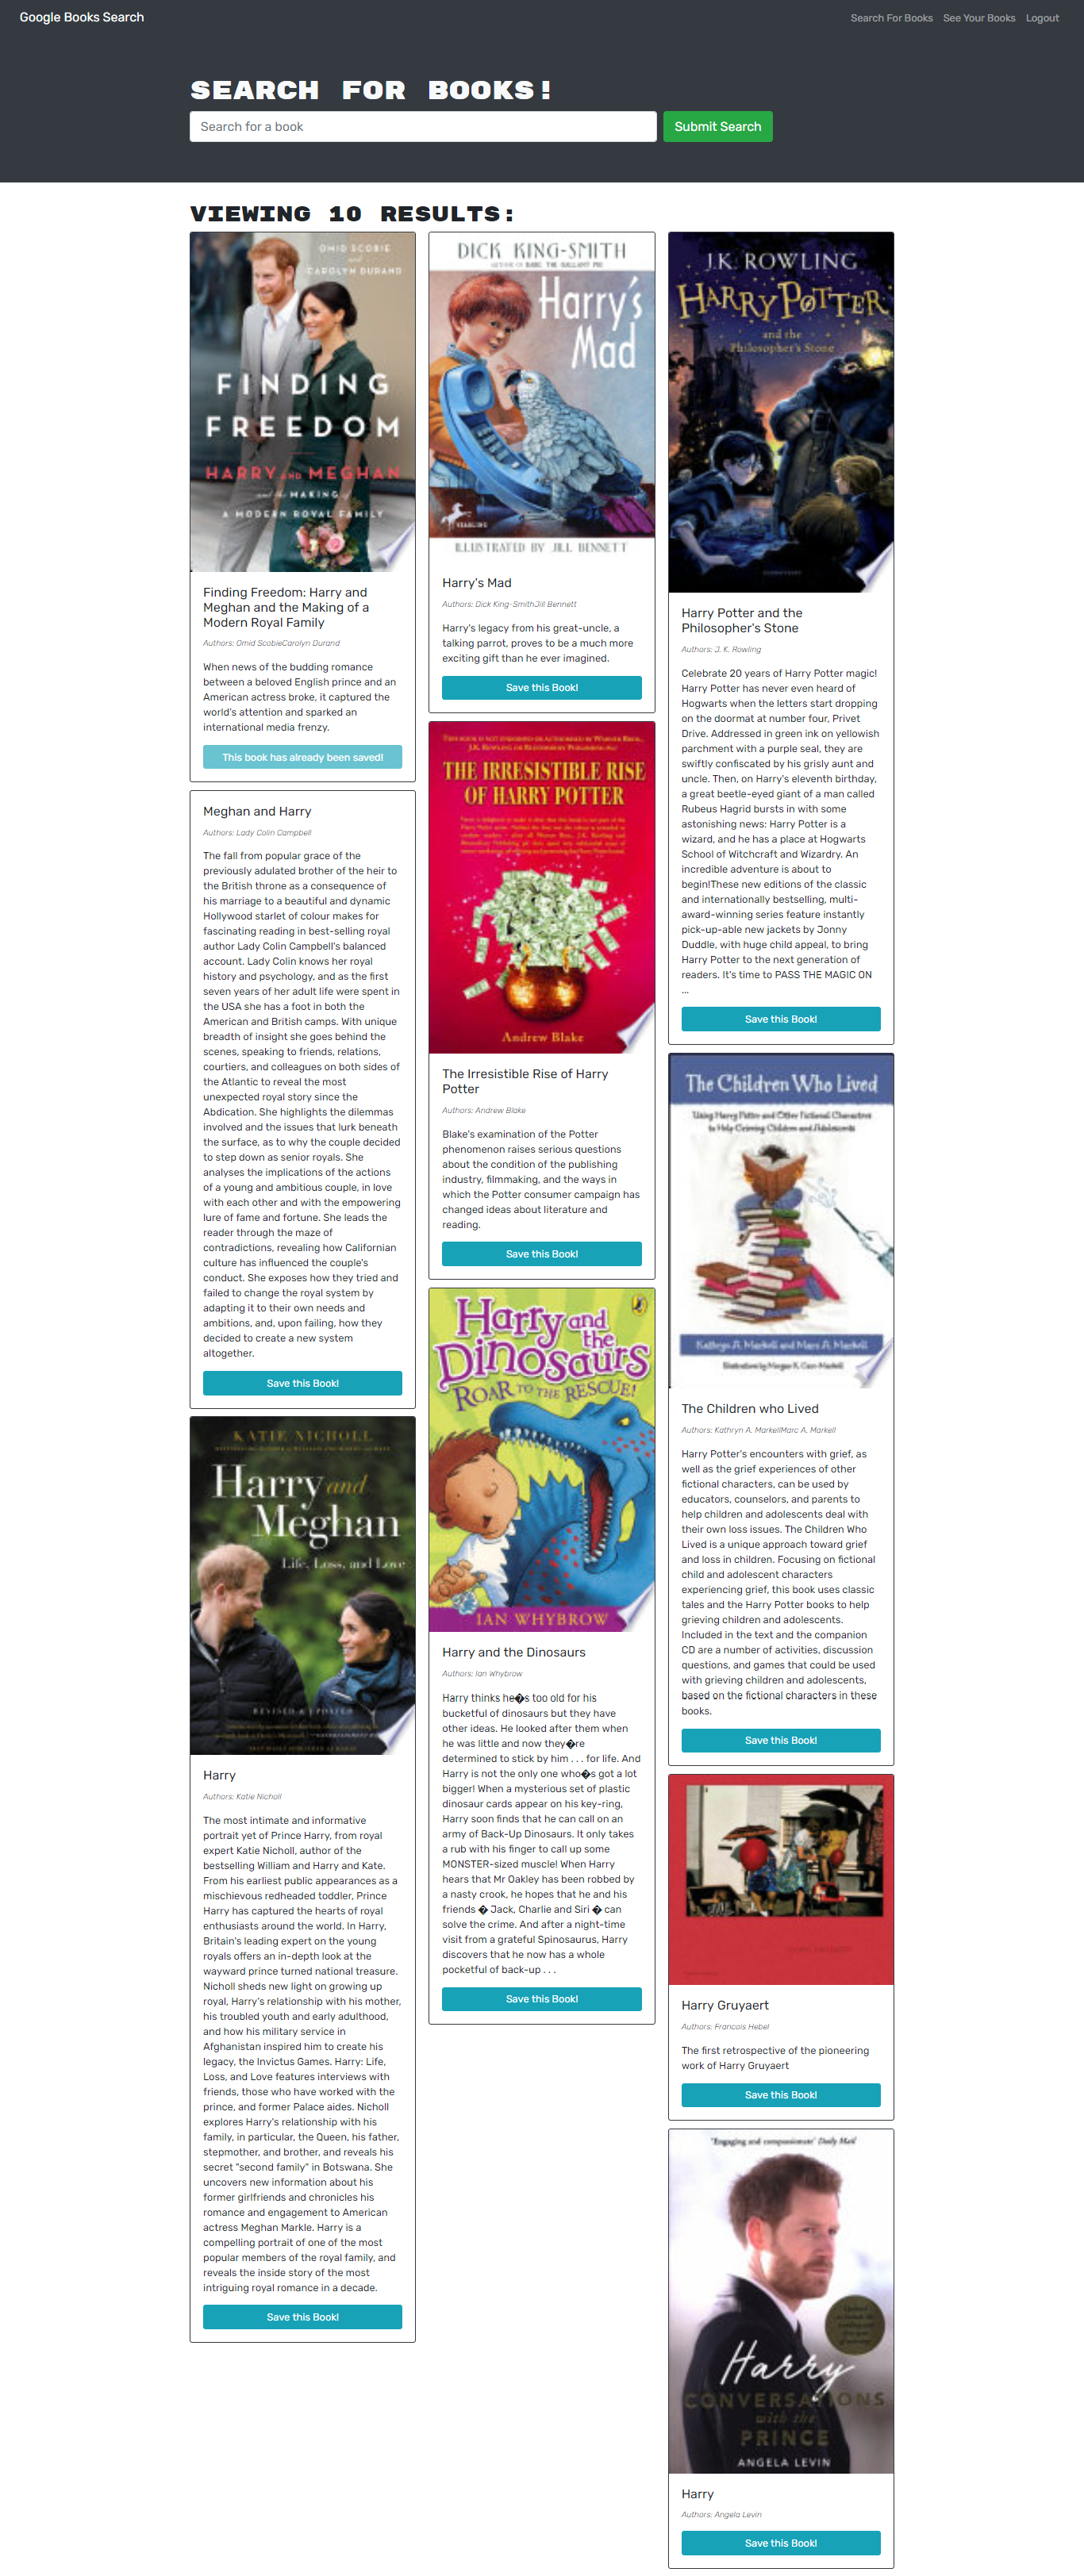 Google Books Search
Search For Books
See Your Books
Logout
SEARCH FOR BOOKS!
Search for a book
Submit Search
VIEWING 10 RESULTS:
OMID SCOBIE
and
CAROLYN DURAND
FINDING
FREEDOM
HARRY AND MEGHAN
and the MAKING of
A MODERN ROYAL FAMILY
Finding Freedom: Harry and
Meghan and the Making of a
Modern Royal Family
Authors: Omid ScobieCarolyn Durand
When news of the budding romance
between a beloved English prince and an
American actress broke, it captured the
world's attention and sparked an
international media frenzy.
This book has already been saved!
Meghan and Harry
Authors: Lady Colin Campbell
The fall from popular grace of the
previously adulated brother of the heir to
the British throne as a consequence of
his marriage to a beautiful and dynamic
Hollywood starlet of colour makes for
fascinating reading in best-selling royal
author Lady Colin Campbell's balanced
account. Lady Colin knows her royal
history and psychology, and as the first
seven years of her adult life were spent in
the USA she has a foot in both the
American and British camps. With unique
breadth of insight she goes behind the
scenes, speaking to friends, relations,
courtiers, and colleagues on both sides of
the Atlantic to reveal the most
unexpected royal story since the
Abdication. She highlights the dilemmas
involved and the issues that lurk beneath
the surface, as to why the couple decided
to step down as senior royals. She
analyses the implications of the actions
of a young and ambitious couple, in love
with each other and with the empowering
lure of fame and fortune. She leads the
reader through the maze of
contradictions, revealing how Californian
culture has influenced the couple's
conduct. She exposes how they tried and
failed to change the royal system by
adapting it to their own needs and
ambitions, and, upon failing, how they
decided to create a new system
altogether.
Save this Book!
KATIE NICHOLL
Harry and
Meghan
Life, Loss, and Love
REVISED & UPDATED
Harry
Authors: Katie Nicholl
The most intimate and informative
portrait yet of Prince Harry, from royal
expert Katie Nicholl, author of the
bestselling William and Harry and Kate.
From his earliest public appearances as a
mischievous redheaded toddler, Prince
Harry has captured the hearts of royal
enthusiasts around the world. In Harry,
Britain's leading expert on the young
royals offers an in-depth look at the
wayward prince turned national treasure.
Nicholl sheds new light on growing up
royal, Harry's relationship with his mother,
his troubled youth and early adulthood,
and how his military service in
Afghanistan inspired him to create his
legacy, the Invictus Games. Harry: Life,
Loss, and Love features interviews with
friends, those who have worked with the
prince, and former Palace aides. Nicholl
explores Harry's relationship with his
family, in particular, the Queen, his father,
stepmother, and brother, and reveals his
secret "second family" in Botswana. She
uncovers new information about his
former girlfriends and chronicles his
romance and engagement to American
actress Meghan Markle. Harry is a
compelling portrait of one of the most
popular members of the royal family, and
reveals the inside story of the most
intriguing royal romance in a decade.
Save this Book!
DICK KING-SMITH
AUTHOR OF BABE: THE GALLANT PIG
Harry's
Mad
YEARLING
ILLUSTRATED BY JILL BENNETT
Harry's Mad
Authors: Dick King-SmithJill Bennett
Harry's legacy from his great-uncle, a
talking parrot, proves to be a much more
exciting gift than he ever imagined.
Save this Book!
THIS BOOK HAS NOT BEEN ENDORSED OR AUTHORISED BY WARNER BROS.,
J.K. ROWLING OR BLOOMSBURY PUBLISHING PLC
THE IRRESISTIBLE RISE
OF HARRY POTTER
Andrew Blake
The Irresistible Rise of Harry
Potter
Authors: Andrew Blake
Blake's examination of the Potter
phenomenon raises serious questions
about the condition of the publishing
industry, filmmaking, and the ways in
which the Potter consumer campaign has
changed ideas about literature and
reading.
Save this Book!
Harry and
the
Dinosaurs
ROAR TO THE RESCUE!
IAN WHYBROW
Harry and the Dinosaurs
Authors: Ian Whybrow
Harry thinks he�s too old for his
bucketful of dinosaurs but they have
other ideas. He looked after them when
he was little and now they�re
determined to stick by him . . . for life. And
Harry is not the only one who�s got a lot
bigger! When a mysterious set of plastic
dinosaur cards appear on his key-ring,
Harry soon finds that he can call on an
army of Back-Up Dinosaurs. It only takes
a rub with his finger to call up some
MONSTER-sized muscle! When Harry
hears that Mr Oakley has been robbed by
a nasty crook, he hopes that he and his
friends � Jack, Charlie and Siri � can
solve the crime. And after a night-time
visit from a grateful Spinosaurus, Harry
discovers that he now has a whole
pocketful of back-up . . .
Save this Book!
J.K. ROWLING
HARRY POTTER
and the
Philosopher's Stone
BLOOMSBURY
Harry Potter and the
Philosopher's Stone
Authors: J. K. Rowling
Celebrate 20 years of Harry Potter magic!
Harry Potter has never even heard of
Hogwarts when the letters start dropping
on the doormat at number four, Privet
Drive. Addressed in green ink on yellowish
parchment with a purple seal, they are
swiftly confiscated by his grisly aunt and
uncle. Then, on Harry's eleventh birthday,
a great beetle-eyed giant of a man called
Rubeus Hagrid bursts in with some
astonishing news: Harry Potter is a
wizard, and he has a place at Hogwarts
School of Witchcraft and Wizardry. An
incredible adventure is about to
begin!These new editions of the classic
and internationally bestselling, multi-
award-winning series feature instantly
pick-up-able new jackets by Jonny
Duddle, with huge child appeal, to bring
Harry Potter to the next generation of
readers. It's time to PASS THE MAGIC ON
...
Save this Book!
The Children Who Lived
Using Harry Potter and Other Fictional Characters
to Help Grieving Children and Adolescents
Kathryn A. Markell and Marc A. Markell
Illustrations by Morgan K. Carr-Markell
The Children who Lived
Authors: Kathryn A. MarkellMarc A. Markell
Harry Potter's encounters with grief, as
well as the grief experiences of other
fictional characters, can be used by
educators, counselors, and parents to
help children and adolescents deal with
their own loss issues. The Children Who
Lived is a unique approach toward grief
and loss in children. Focusing on fictional
child and adolescent characters
experiencing grief, this book uses classic
tales and the Harry Potter books to help
grieving children and adolescents.
Included in the text and the companion
CD are a number of activities, discussion
questions, and games that could be used
with grieving children and adolescents,
based on the fictional characters in these
books.
Save this Book!
Harry Gruyaert
Authors: Francois Hebel
The first retrospective of the pioneering
work of Harry Gruyaert
Save this Book!
'Engaging and compassionate' Daily Mail
Harry
CONVERSATIONS
with the
PRINCE
ANGELA LEVIN
Harry
Authors: Angela Levin
Save this Book!